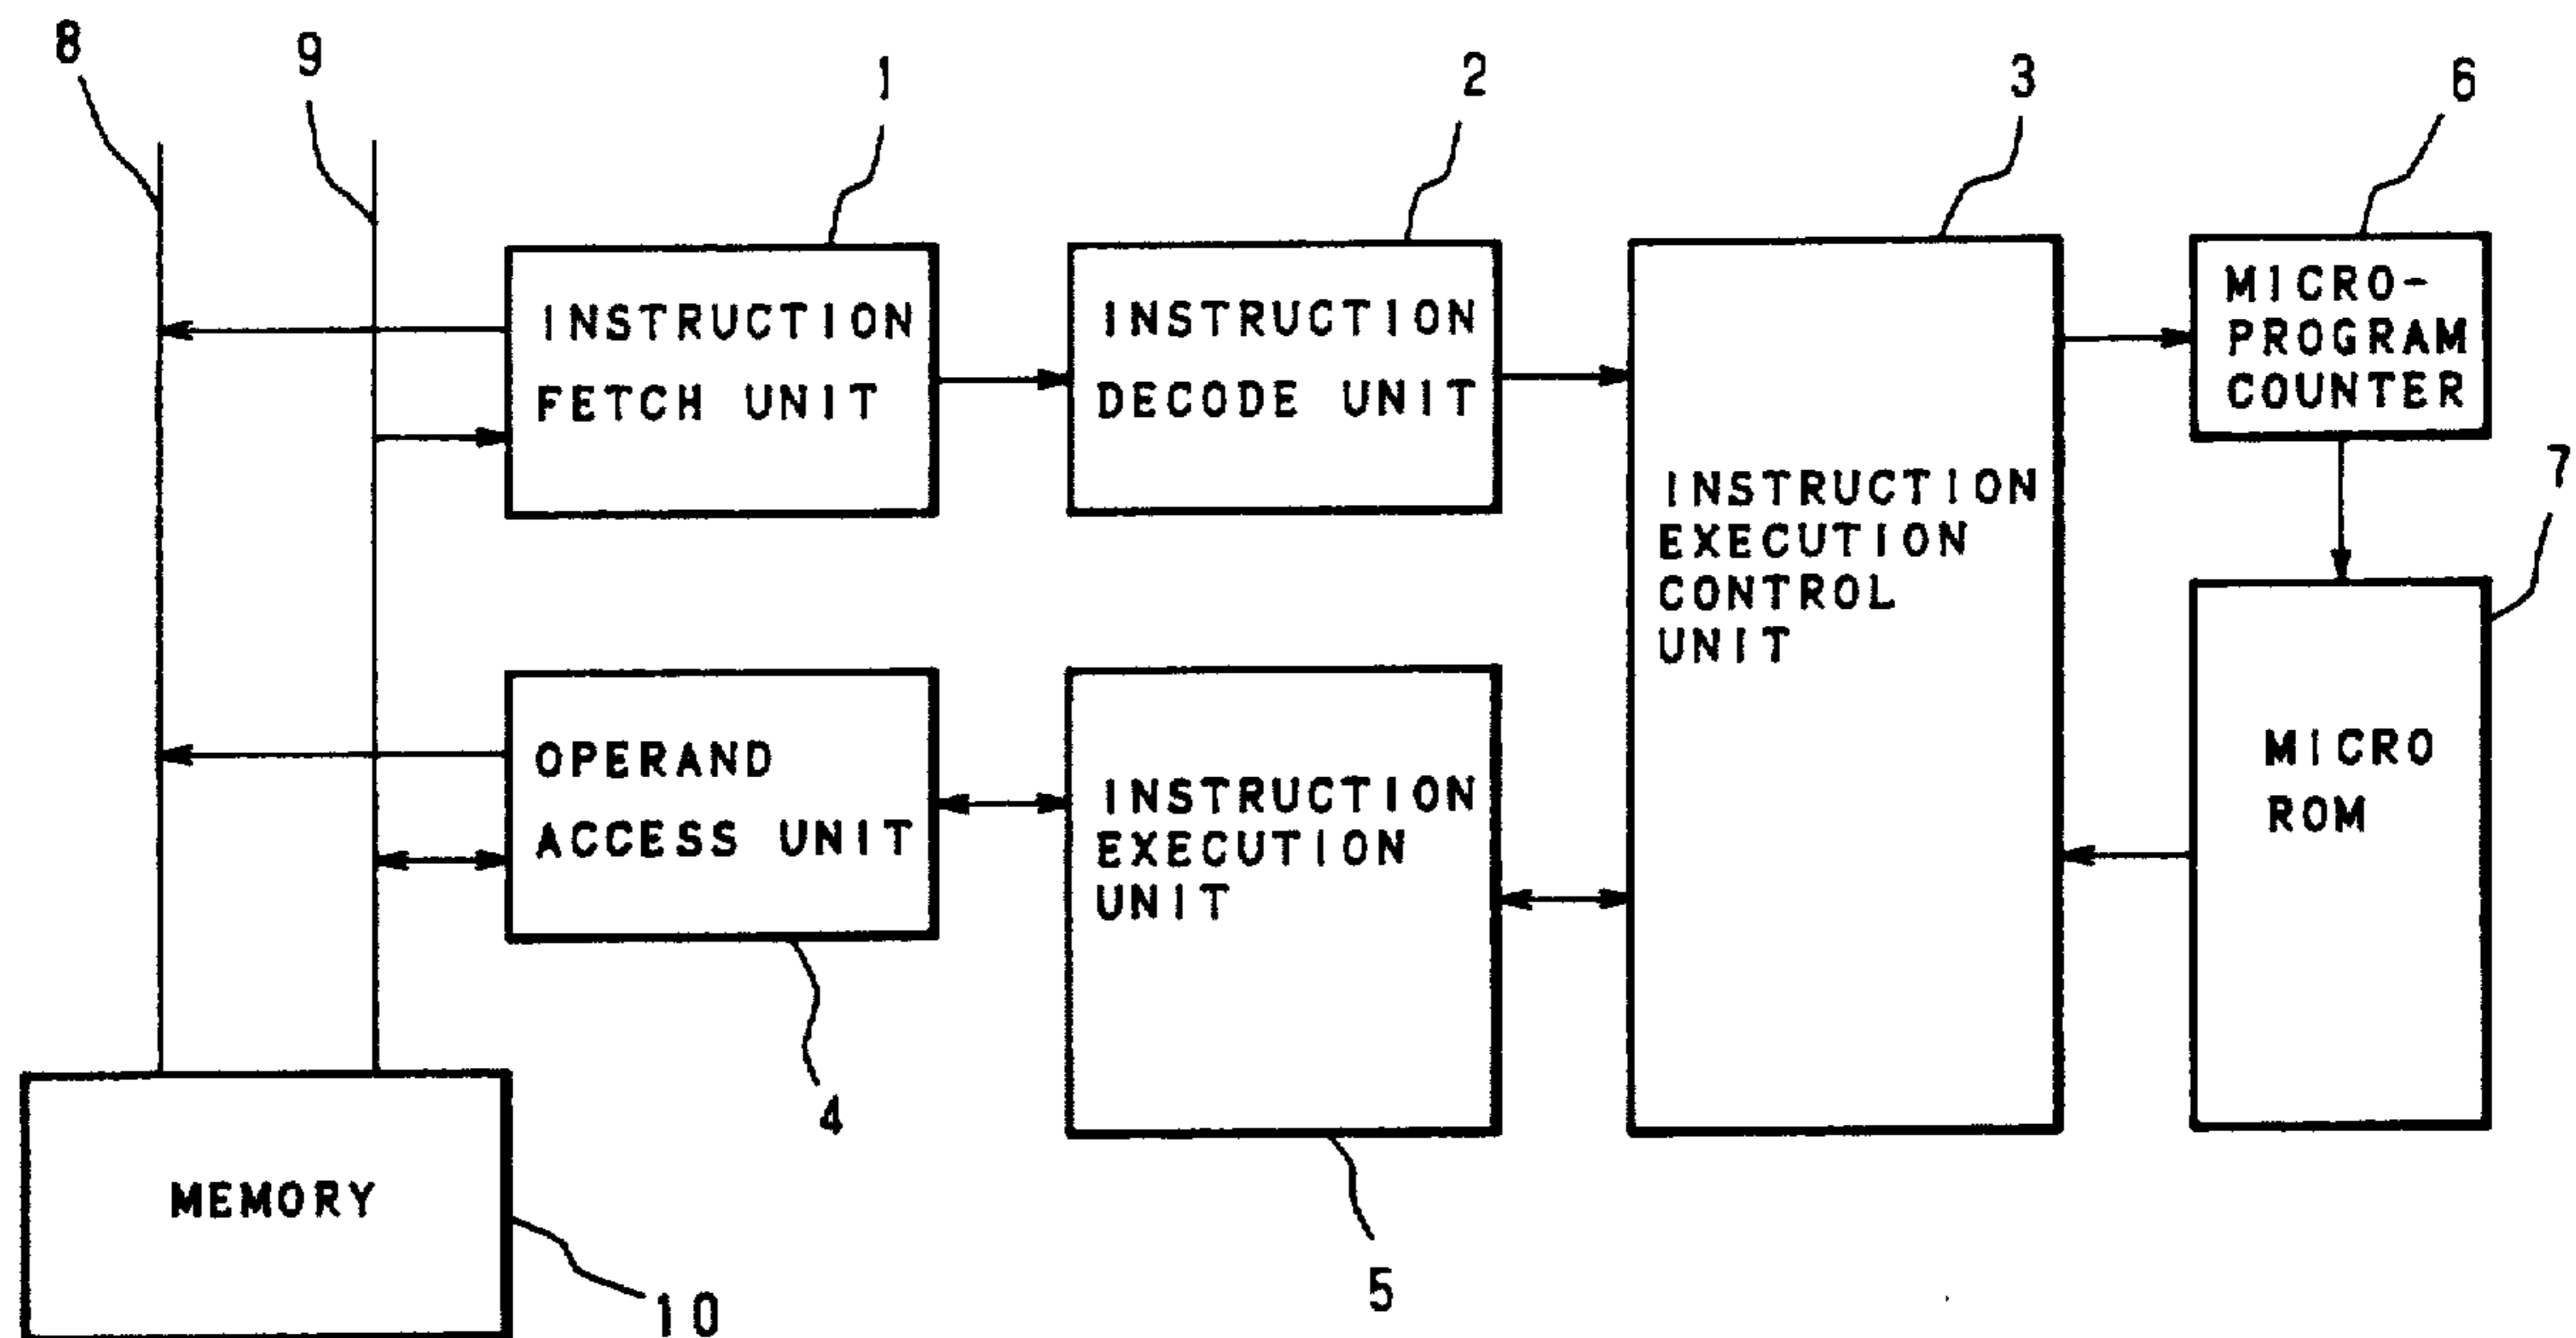 8
9
1
2
3
6
INSTRUCTION
FETCH UNIT
INSTRUCTION
DECODE UNIT
INSTRUCTION
EXECUTION
CONTROL
UNIT
MICRO-
PROGRAM
COUNTER
7
OPERAND
ACCESS UNIT
INSTRUCTION
EXECUTION
UNIT
MICRO
ROM
4
MEMORY
5
10